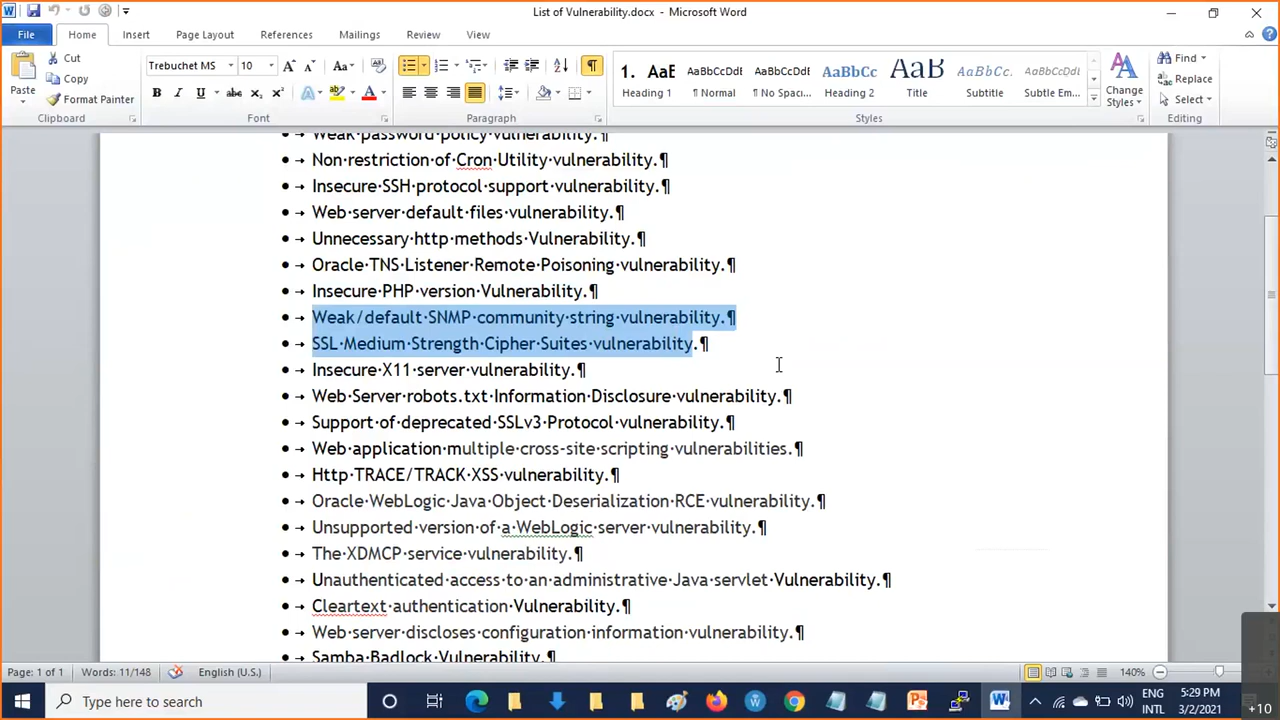 List of Vulnerability.docx - Microsoft Word
File Home Insert Page Layout References Mailings Review View
Paste Cut Copy Format Painter
Trebuchet MS 10
AaBbCcDdE Heading 1 ¶ Normal ¶ No Spaci... Heading 2 Title Subtitle Subtle Em...
Change Styles
Find Replace Select
Clipboard Font Paragraph Styles Editing
Weak·password·policy·vulnerability.¶
Non·restriction·of·Cron·Utility·vulnerability.¶
Insecure·SSH·protocol·support·vulnerability.¶
Web·server·default·files·vulnerability.¶
Unnecessary·http·methods·Vulnerability.¶
Oracle·TNS·Listener·Remote·Poisoning·vulnerability.¶
Insecure·PHP·version·Vulnerability.¶
Weak/default·SNMP·community·string·vulnerability.¶
SSL·Medium·Strength·Cipher·Suites·vulnerability.¶
Insecure·X11·server·vulnerability.¶
Web·Server·robots.txt·Information·Disclosure·vulnerability.¶
Support·of·deprecated·SSLv3·Protocol·vulnerability.¶
Web·application·multiple·cross-site·scripting·vulnerabilities.¶
Http·TRACE/TRACK·XSS·vulnerability.¶
Oracle·WebLogic·Java·Object·Deserialization·RCE·vulnerability.¶
Unsupported·version·of·a·WebLogic·server·vulnerability.¶
The·XDMCP·service·vulnerability.¶
Unauthenticated·access·to·an·administrative·Java·servlet·Vulnerability.¶
Cleartext·authentication·Vulnerability.¶
Web·server·discloses·configuration·information·vulnerability.¶
Samba·Badlock·Vulnerability.¶
Page: 1 of 1 Words: 11/148 English (U.S.) 140%
Type here to search
ENG INTL
5:29 PM
3/2/2021
+10